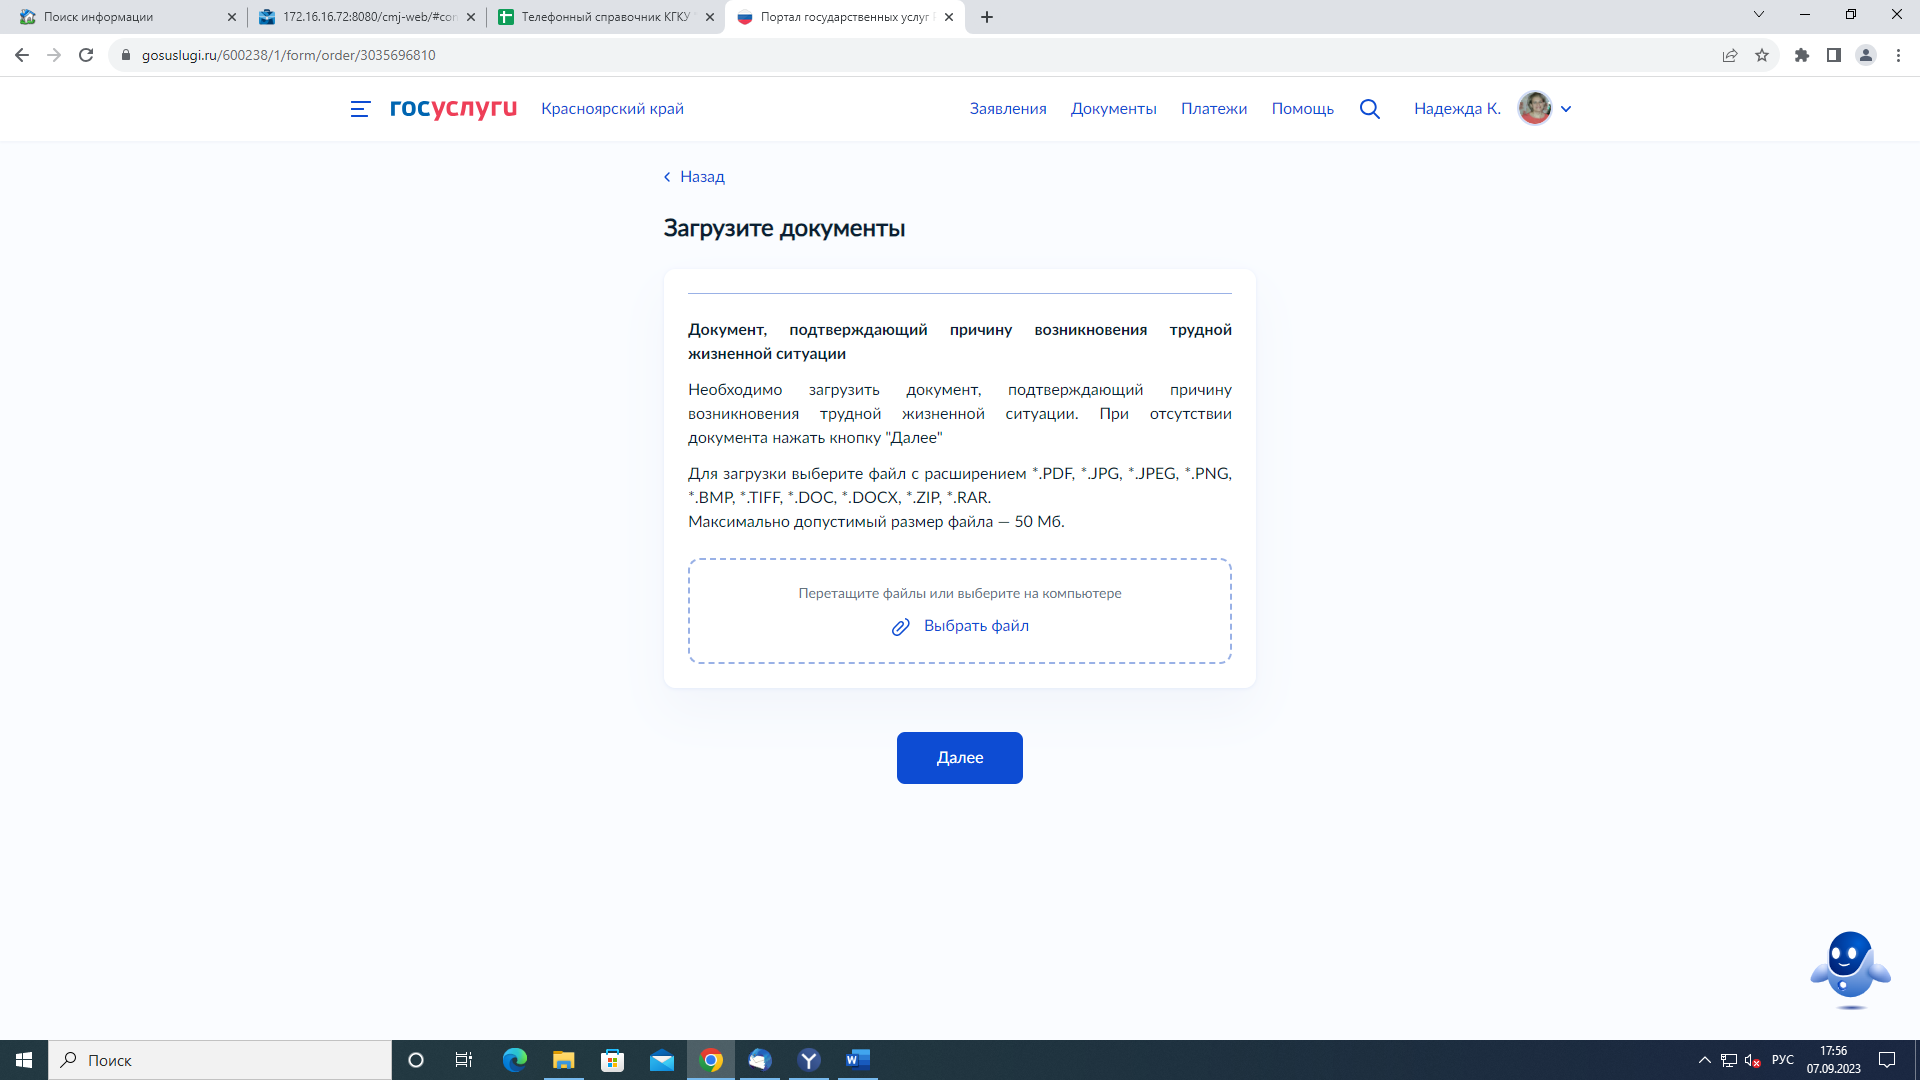 Поиск информации
172.16.16.72:8080/cmj-web/#con
Телефонный справочник КГКУ
Портал государственных услуг
gosuslugi.ru/600238/1/form/order/3035696810
госуслуги
Красноярский край
Заявления
Документы
Платежи
Помощь
Надежда К.
Назад
Загрузите документы
Документ, подтверждающий причину возникновения трудной
жизненной ситуации
Необходимо загрузить документ, подтверждающий причину
возникновения трудной жизненной ситуации. При отсутствии
документа нажать кнопку "Далее"
Для загрузки выберите файл с расширением *.PDF, *.JPG, *.JPEG, *.PNG,
*.BMP, *.TIFF, *.DOC, *.DOCX, *.ZIP, *.RAR.
Максимально допустимый размер файла — 50 Мб.
Перетащите файлы или выберите на компьютере
Выбрать файл
Далее
Поиск
РУС
17:56
07.09.2023